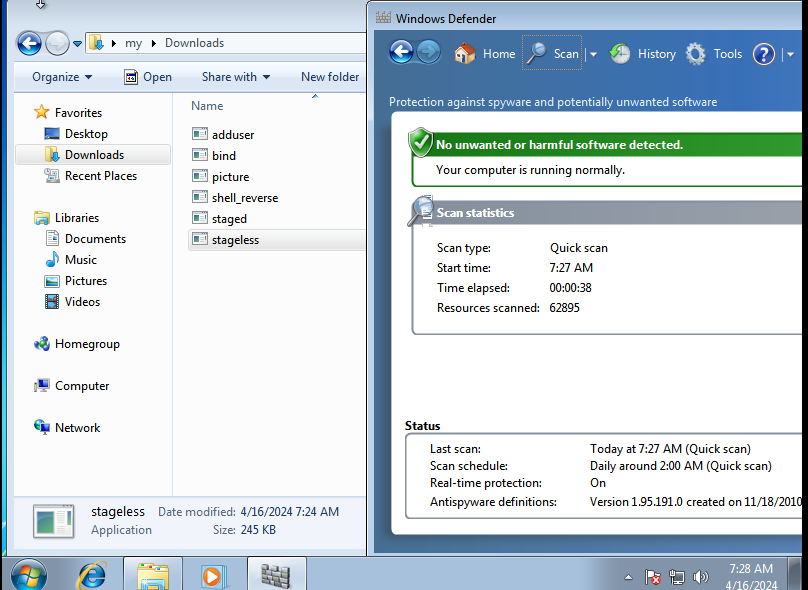 my
Downloads
Organize
Open
Share with
New folder
Favorites
Desktop
Downloads
Recent Places
Libraries
Documents
Music
Pictures
Videos
Homegroup
Computer
Network
Name
adduser
bind
picture
shell_reverse
staged
stageless
stageless Date modified: 4/16/2024 7:24 AM
Application Size: 245 KB
Windows Defender
Home
Scan
History
Tools
?
Protection against spyware and potentially unwanted software
No unwanted or harmful software detected.
Your computer is running normally.
Scan statistics
Scan type: Quick scan
Start time: 7:27 AM
Time elapsed: 00:00:38
Resources scanned: 62895
Status
Last scan: Today at 7:27 AM (Quick scan)
Scan schedule: Daily around 2:00 AM (Quick scan)
Real-time protection: On
Antispyware definitions: Version 1.95.191.0 created on 11/18/2010
7:28 AM
4/16/2024